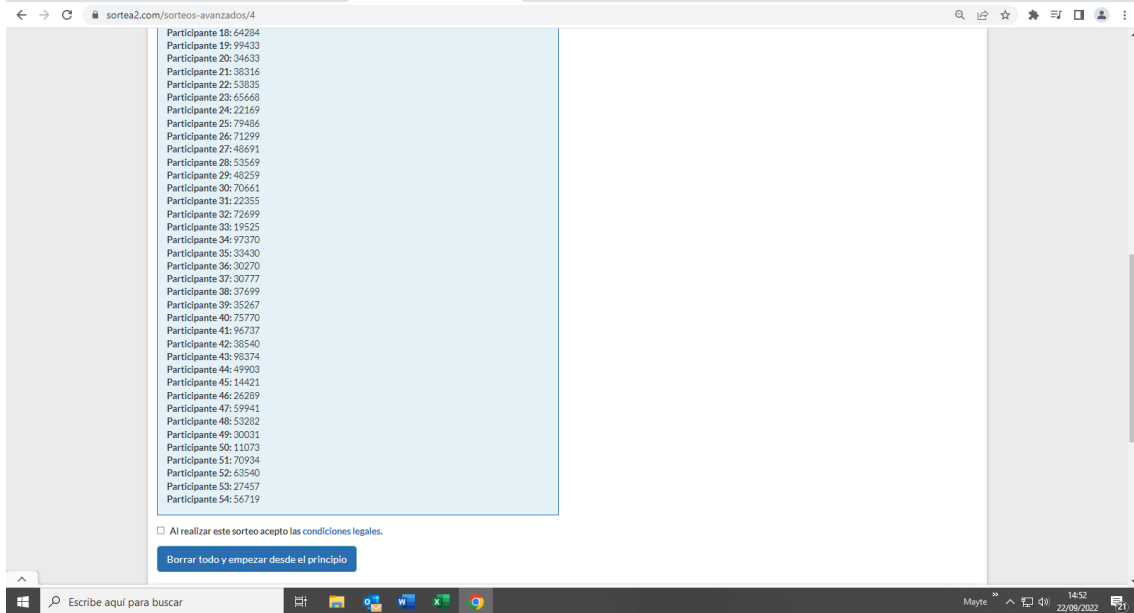 sortea2.com/sorteos-avanzados/4
Participante 18: 64284
Participante 19: 99433
Participante 20: 34633
Participante 21: 38316
Participante 22: 53835
Participante 23: 65668
Participante 24: 22169
Participante 25: 79486
Participante 26: 71299
Participante 27: 48691
Participante 28: 53569
Participante 29: 48259
Participante 30: 70661
Participante 31: 22355
Participante 32: 72699
Participante 33: 19525
Participante 34: 97370
Participante 35: 33430
Participante 36: 30270
Participante 37: 30777
Participante 38: 37699
Participante 39: 35267
Participante 40: 75770
Participante 41: 96737
Participante 42: 38540
Participante 43: 98374
Participante 44: 49903
Participante 45: 14421
Participante 46: 26289
Participante 47: 59941
Participante 48: 53282
Participante 49: 30031
Participante 50: 11073
Participante 51: 70934
Participante 52: 63540
Participante 53: 27457
Participante 54: 56719
Al realizar este sorteo acepto las condiciones legales.
Borrar todo y empezar desde el principio
Escribe aquí para buscar
Mayte
14:52
22/09/2022
21